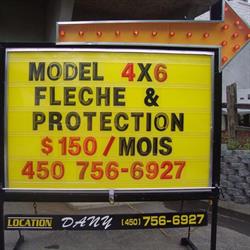 MODEL 4X6
FLECHE &
PROTECTION
$150/MOIS
450 756-6927
LOCATION DANY (450) 756-6927